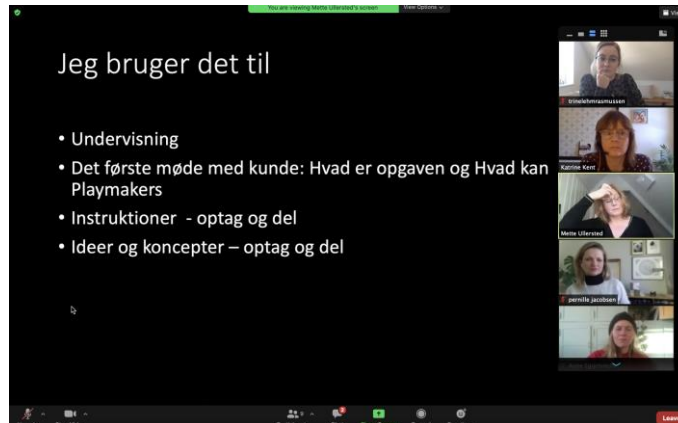 You are viewing Mette Ullersted's screen
View Options
Jeg bruger det til
• Undervisning
• Det første møde med kunde: Hvad er opgaven og Hvad kan
Playmakers
• Instruktioner - optag og del
• Ideer og koncepter – optag og del
trinelehmrasmussen
Katrine Kent
Mette Ullersted
pernille jacobsen
9
Leave